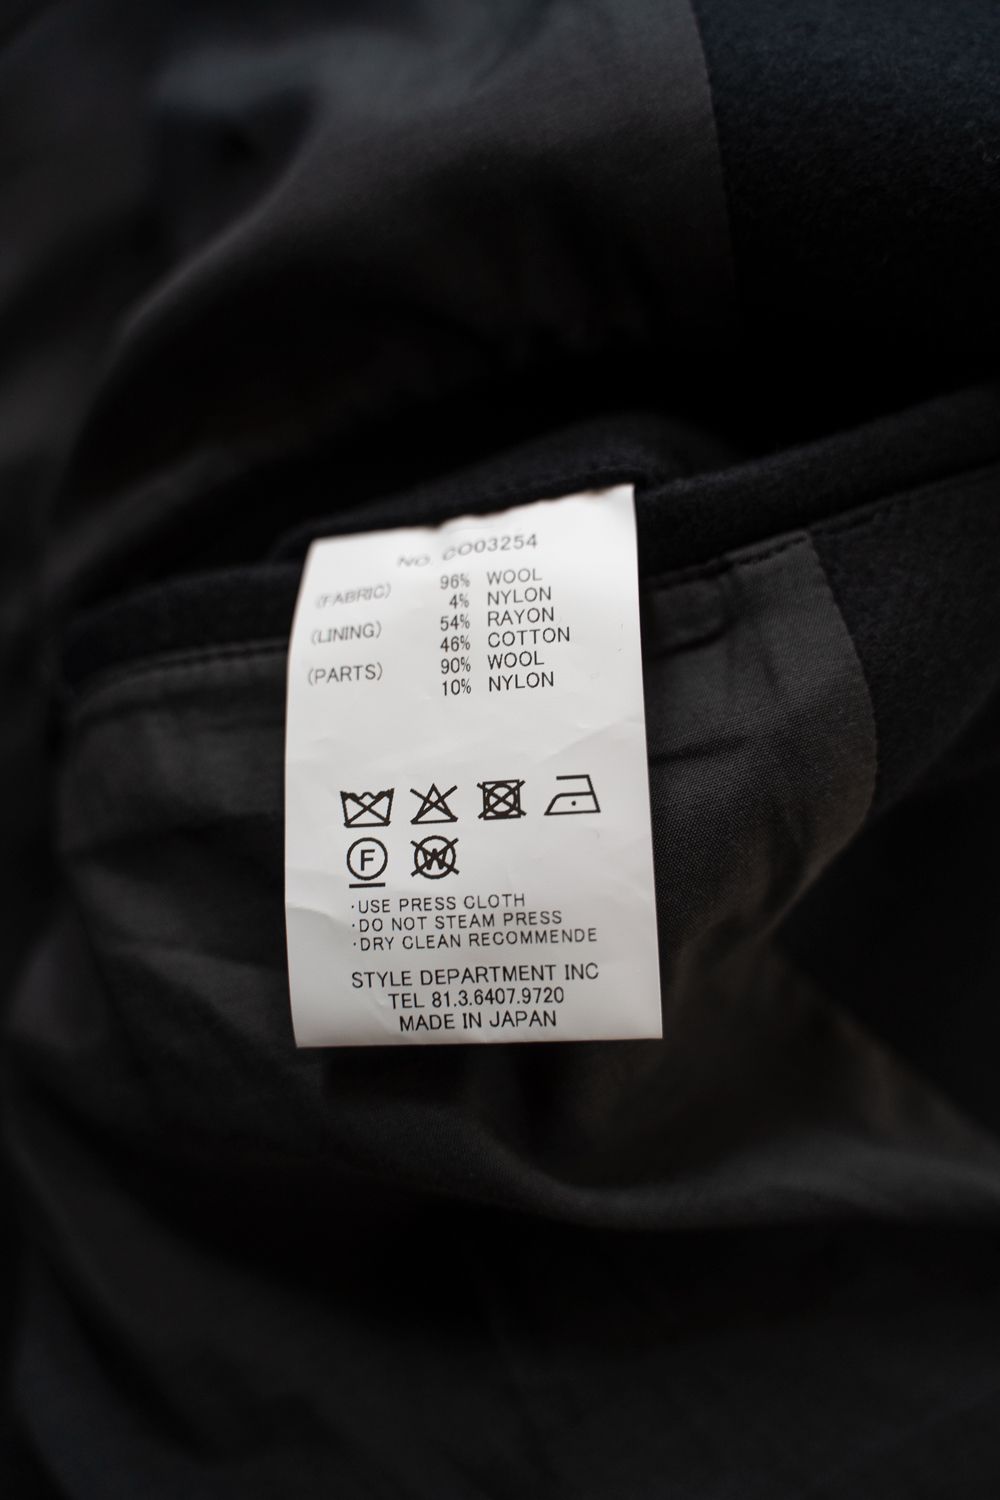 NO. CO03254
(FABRIC) 96% WOOL
4% NYLON
(LINING) 54% RAYON
46% COTTON
(PARTS) 90% WOOL
10% NYLON
F W
·USE PRESS CLOTH
·DO NOT STEAM PRESS
·DRY CLEAN RECOMMENDE
STYLE DEPARTMENT INC
TEL 81.3.6407.9720
MADE IN JAPAN